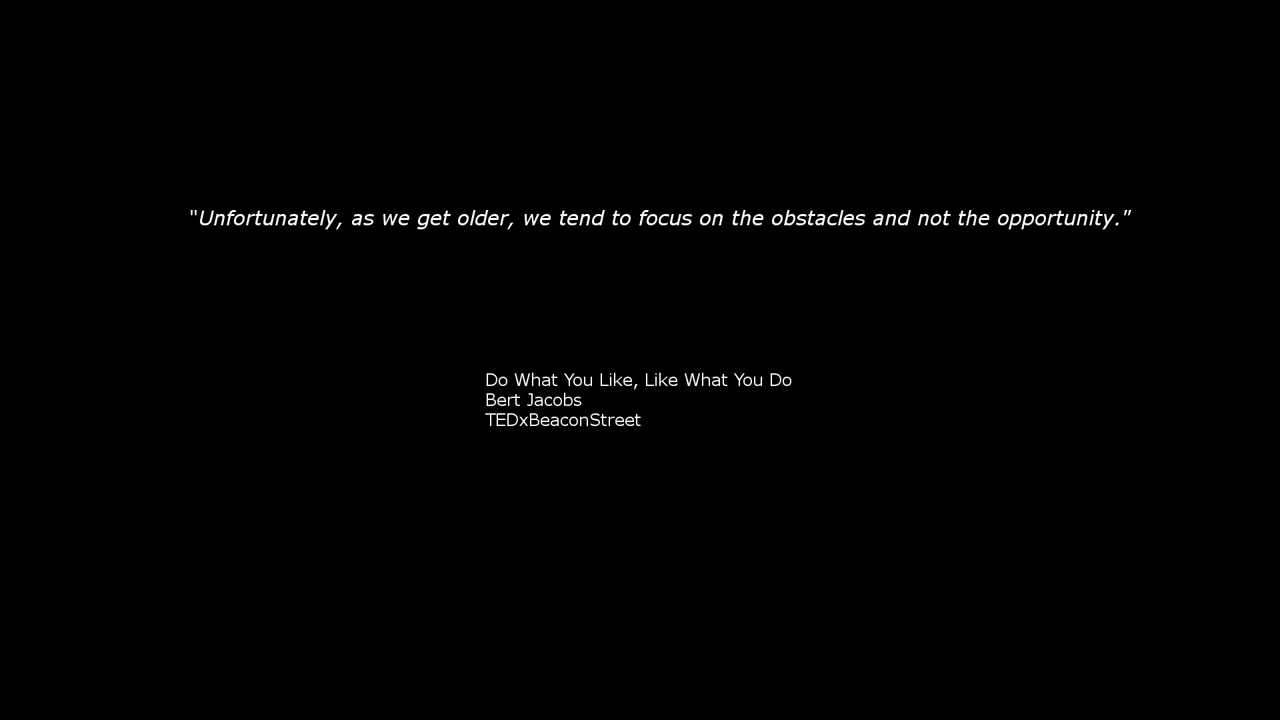 "Unfortunately, as we get older, we tend to focus on the obstacles and not the opportunity."
Do What You Like, Like What You Do
Bert Jacobs
TEDxBeaconStreet